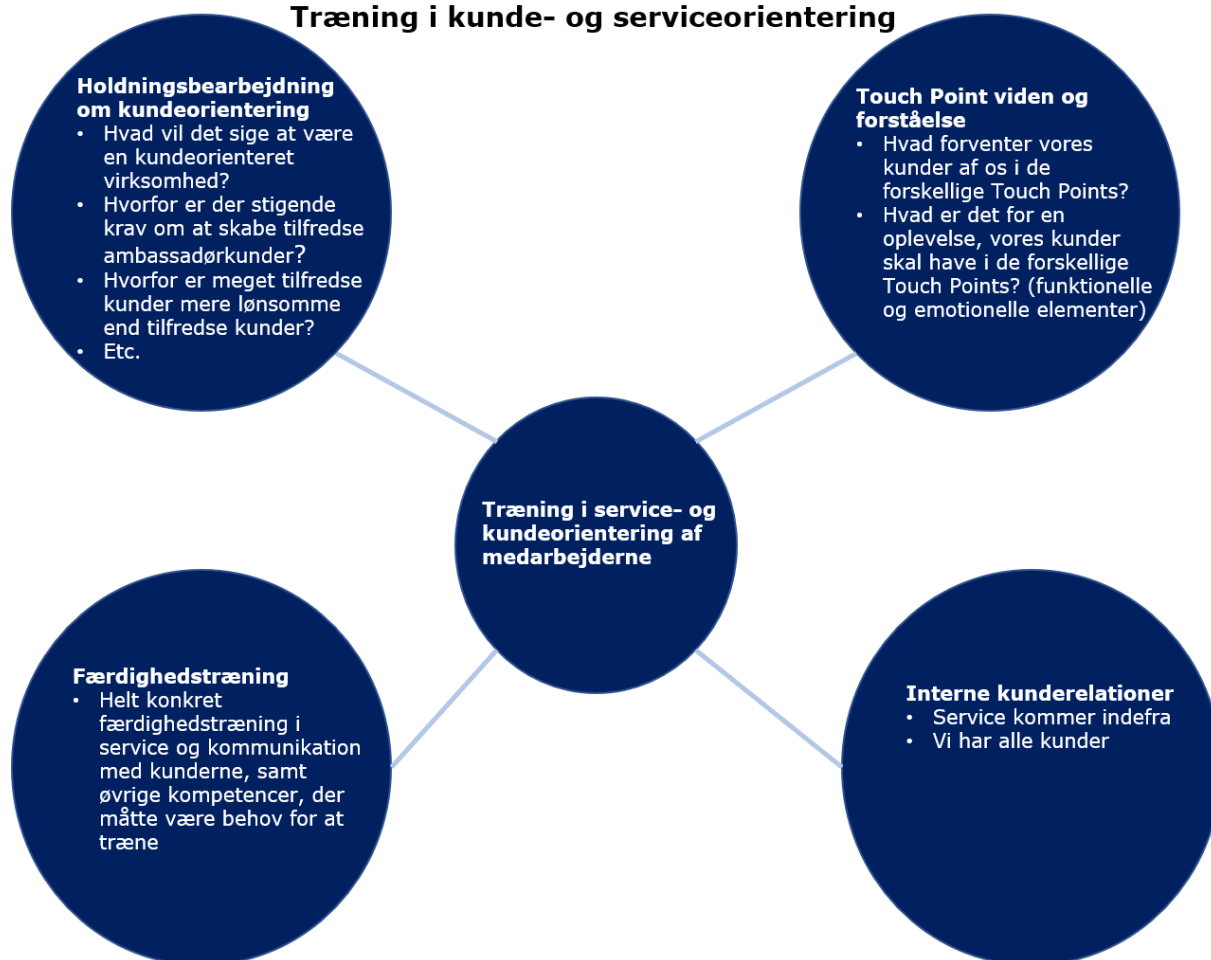 Træning i kunde- og serviceorientering
Holdningsbearbejdning
om kundeorientering
• Hvad vil det sige at være
en kundeorienteret
virksomhed?
• Hvorfor er der stigende
krav om at skabe tilfredse
ambassadørkunder?
• Hvorfor er meget tilfredse
kunder mere lønsomme
end tilfredse kunder?
• Etc.
Touch Point viden og
forståelse
• Hvad forventer vores
kunder af os i de
forskellige Touch Points?
• Hvad er det for en
oplevelse, vores kunder
skal have i de forskellige
Touch Points? (funktionelle
og emotionelle elementer)
Træning i service- og
kundeorientering af
medarbejderne
Færdighedstræning
• Helt konkret
færdighedstræning i
service og kommunikation
med kunderne, samt
øvrige kompetencer, der
måtte være behov for at
træne
Interne kunderelationer
• Service kommer indefra
• Vi har alle kunder